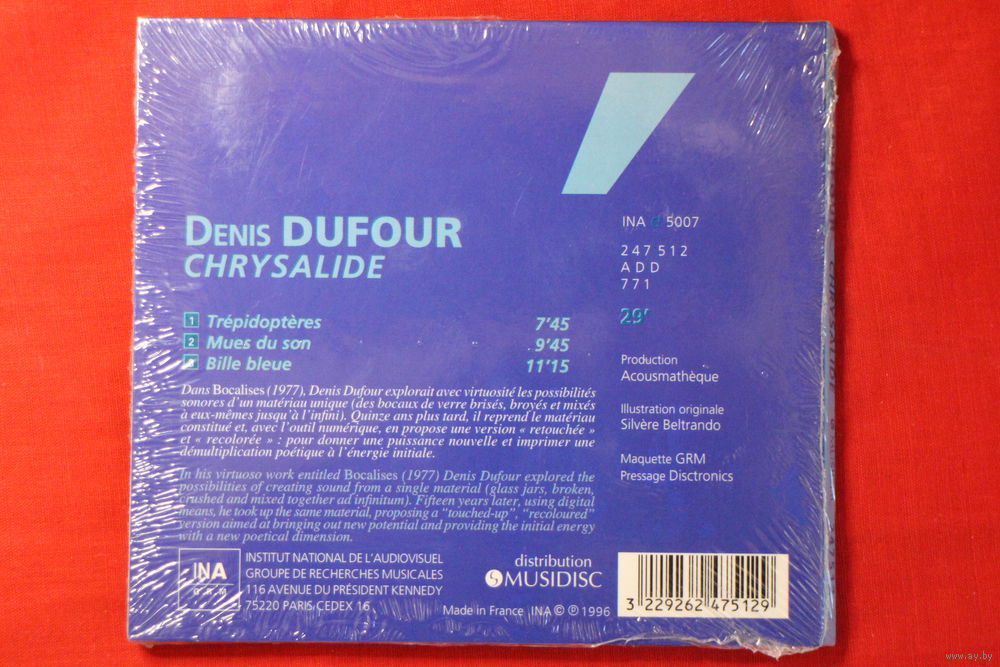 DENIS DUFOUR
CHRYSALIDE
1 Trépidoptères 7'45
2 Mues du son 9'45
3 Bille bleue 11'15
Dans Bocalises (1977), Denis Dufour explorait avec virtuosité les possibilités
sonores d'un matériau unique (des bocaux de verre brisés, broyés et mixés
à eux-mêmes jusqu'à l'infini). Quinze ans plus tard, il reprend le matériau
constitué et, avec l'outil numérique, en propose une version « retouchée »
et « recolorée » : pour donner une puissance nouvelle et imprimer une
démultiplication poétique à l'énergie initiale.
In his virtuoso work entitled Bocalises (1977) Denis Dufour explored the
possibilities of creating sound from a single material (glass jars, broken,
crushed and mixed together ad infinitum). Fifteen years later, using digital
means, he took up the same material, proposing a “touched-up”, “recoloured”
version aimed at bringing out new potential and providing the initial energy
with a new poetical dimension.
INA
G.R.M
INSTITUT NATIONAL DE L'AUDIOVISUEL
GROUPE DE RECHERCHES MUSICALES
116 AVENUE DU PRÉSIDENT KENNEDY
75220 PARIS CEDEX 16
distribution
MUSIDISC
Made in France INA © ℗ 1996
INA d 5007
247 512
ADD
771
29'
Production
Acousmathèque
Illustration originale
Silvère Beltrando
Maquette GRM
Pressage Disctronics
3 229262 475129
www.ay.by